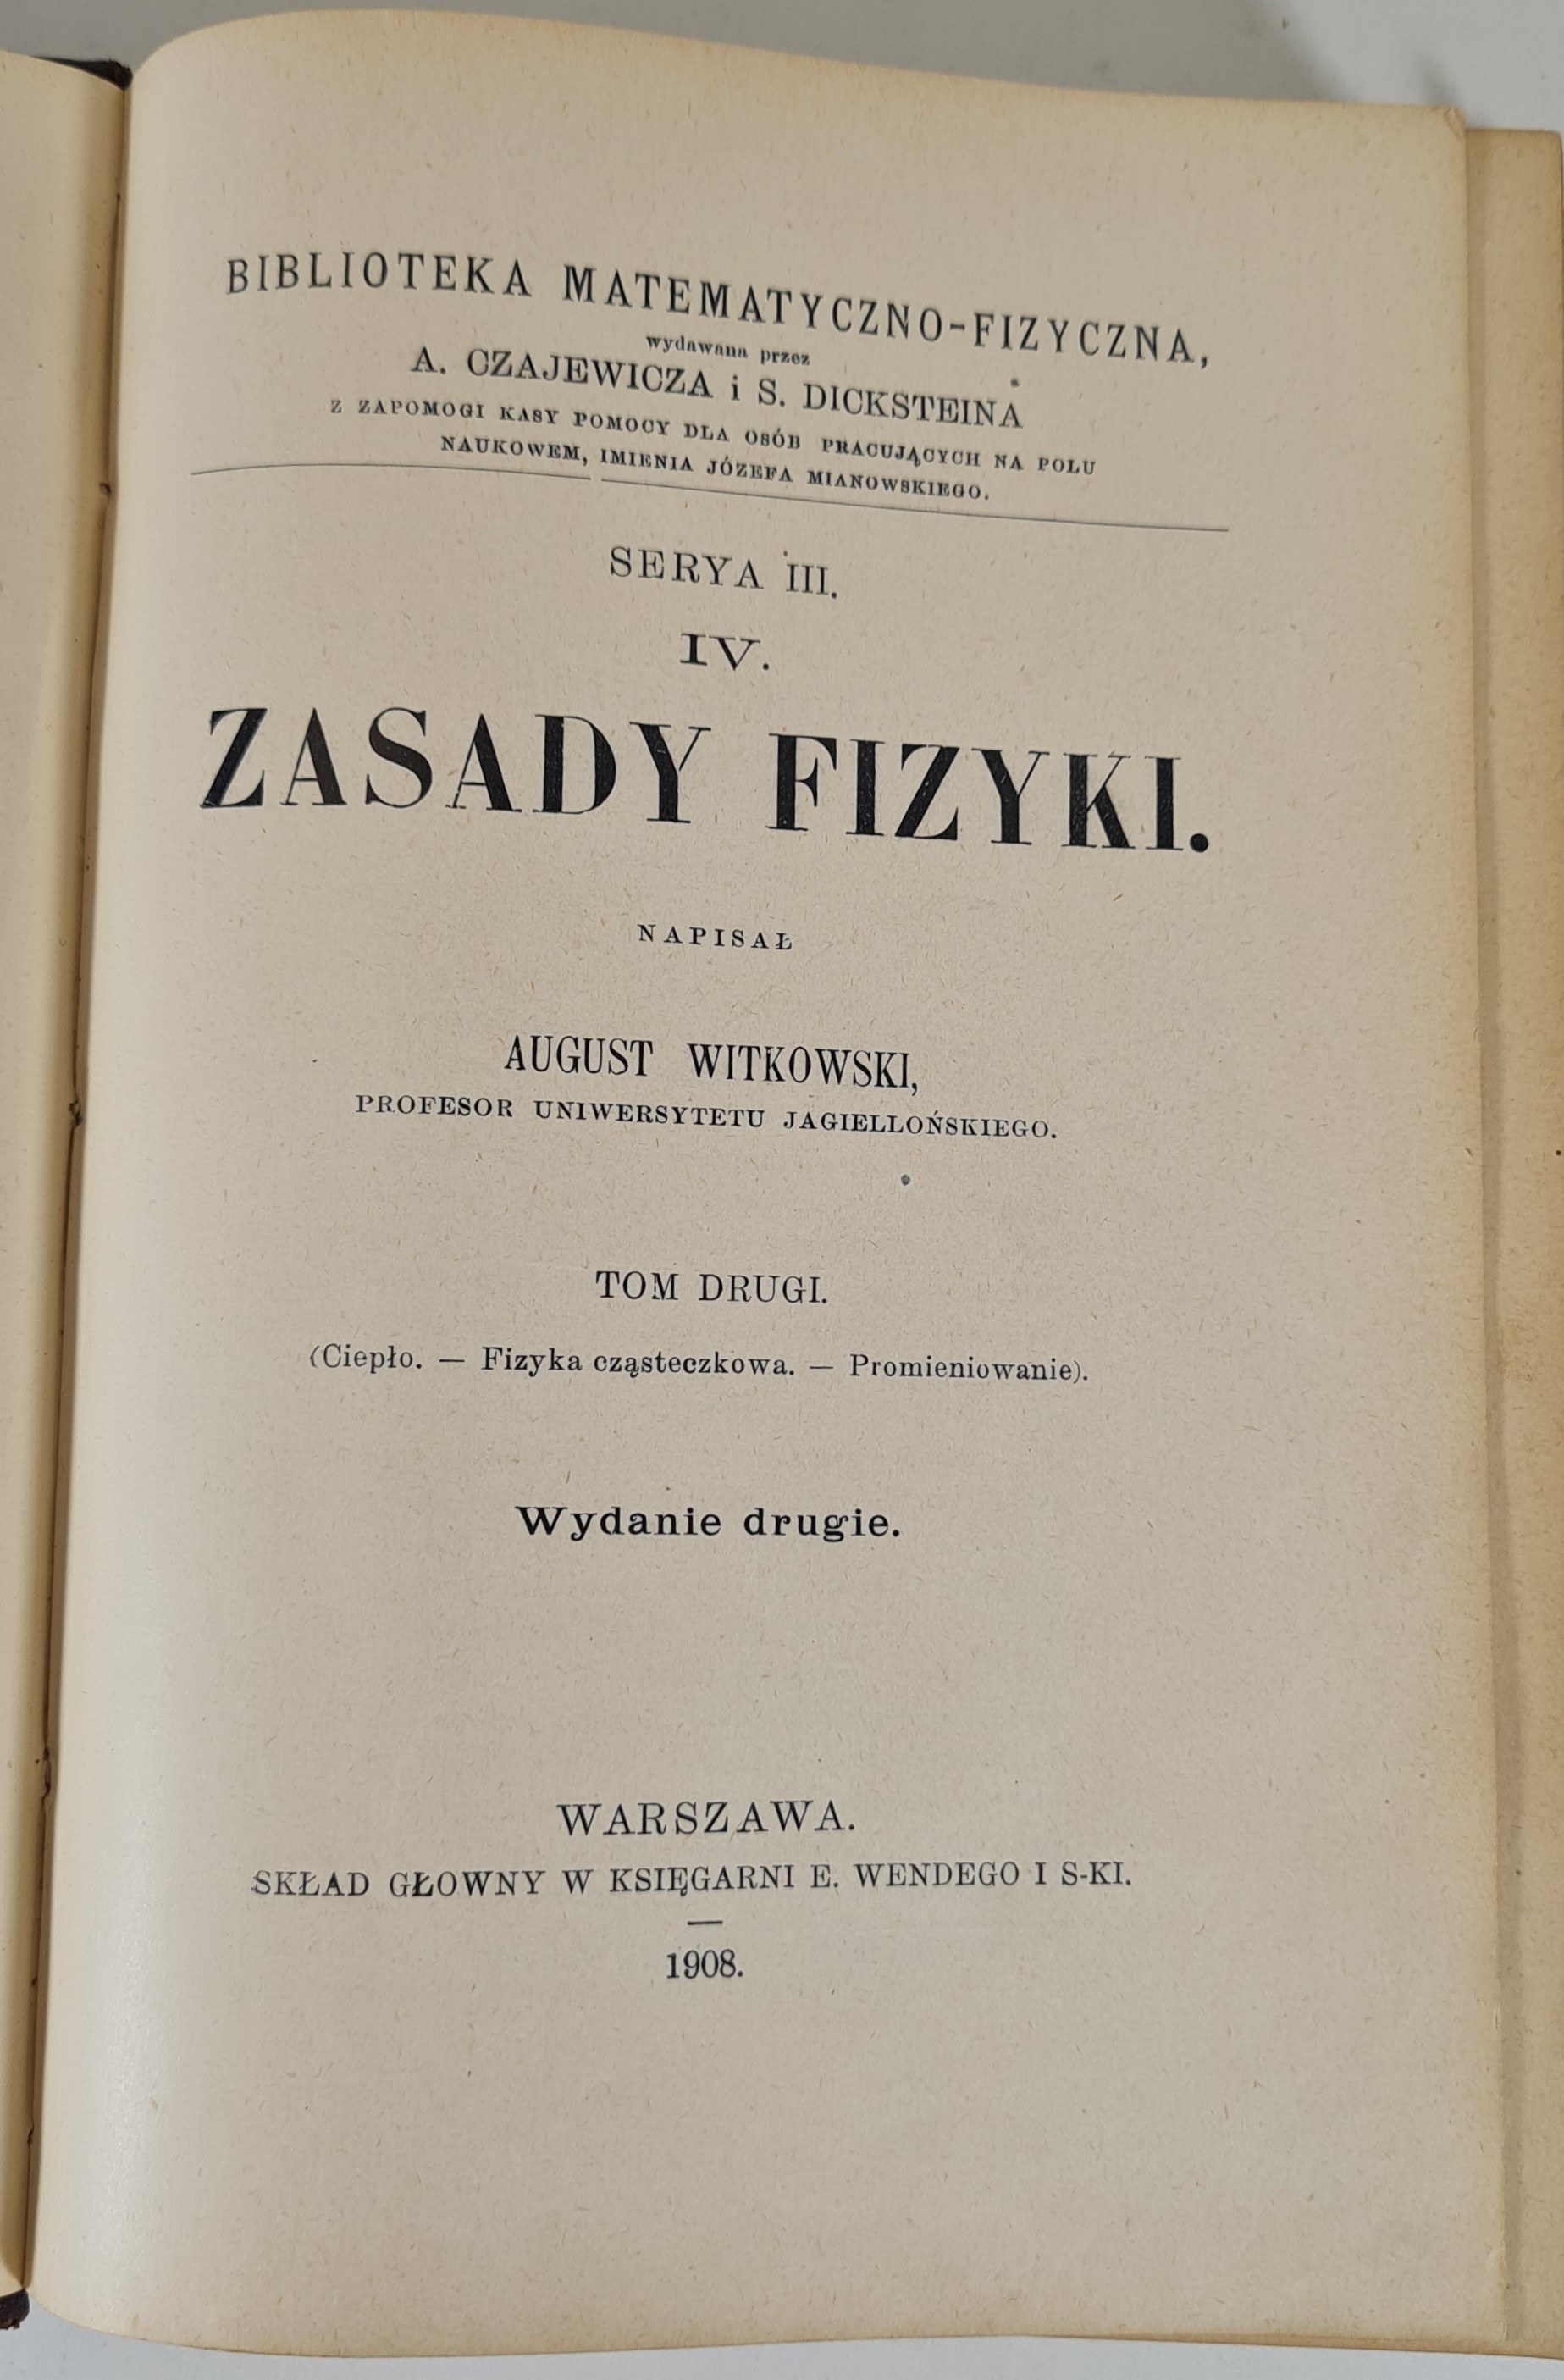 BIBLIOTEKA MATEMATYCZNO-FIZYCZNA,
wydawana przez
A. CZAJEWICZA i S. DICKSTEINA
Z ZAPOMOGI KASY POMOCY DLA OSÓB PRACUJĄCYCH NA POLU
NAUKOWEM, IMIENIA JÓZEFA MIANOWSKIEGO.
SERYA III.
IV.
ZASADY FIZYKI.
NAPISAŁ
AUGUST WITKOWSKI,
PROFESOR UNIWERSYTETU JAGIELLOŃSKIEGO.
TOM DRUGI.
(Ciepło. — Fizyka cząsteczkowa. — Promieniowanie).
Wydanie drugie.
WARSZAWA.
SKŁAD GŁOWNY W KSIĘGARNI E. WENDEGO I S-KI.
1908.